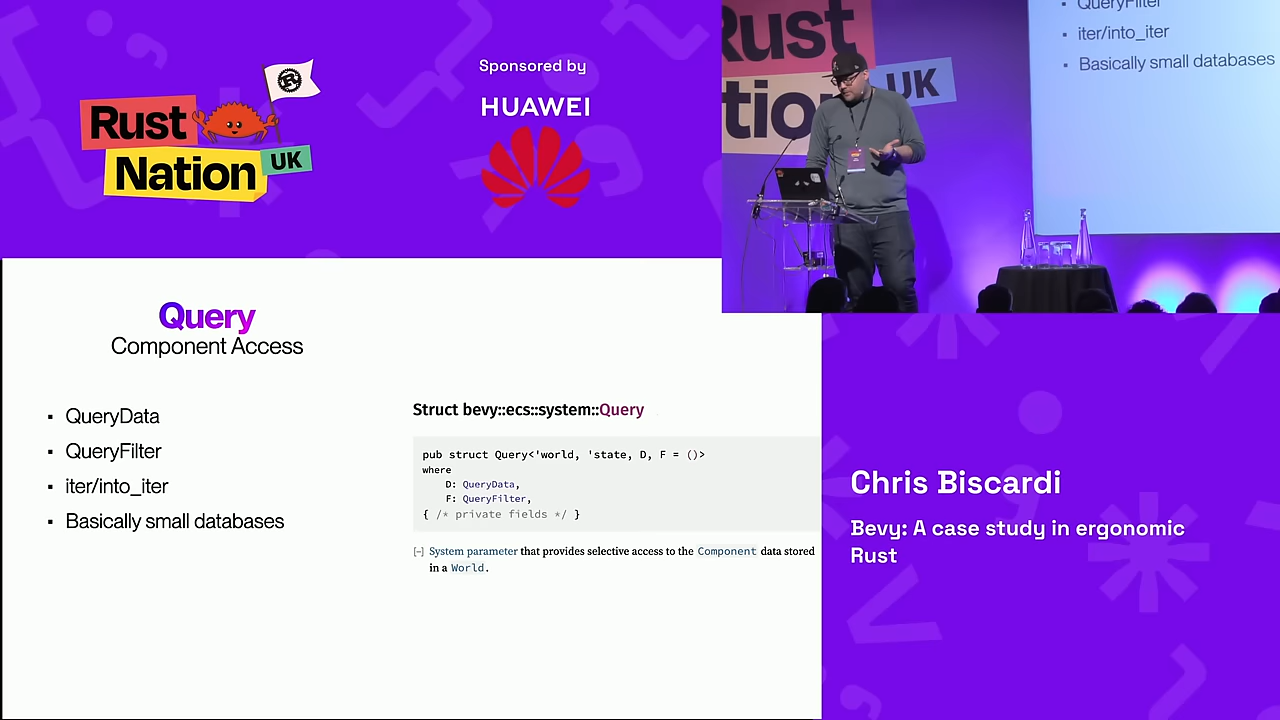 Rust
Nation
UK
Sponsored by
HUAWEI
Rust
UK
QueryFilter
iter/into_iter
Basically small databases
Query
Component Access
▪ QueryData
▪ QueryFilter
▪ iter/into_iter
▪ Basically small databases
Struct bevy::ecs::system::Query
pub struct Query<'world, 'state, D, F = ()>
where
D: QueryData,
F: QueryFilter,
{ /* private fields */ }
[−] System parameter that provides selective access to the Component data stored
in a World.
Chris Biscardi
Bevy: A case study in ergonomic
Rust